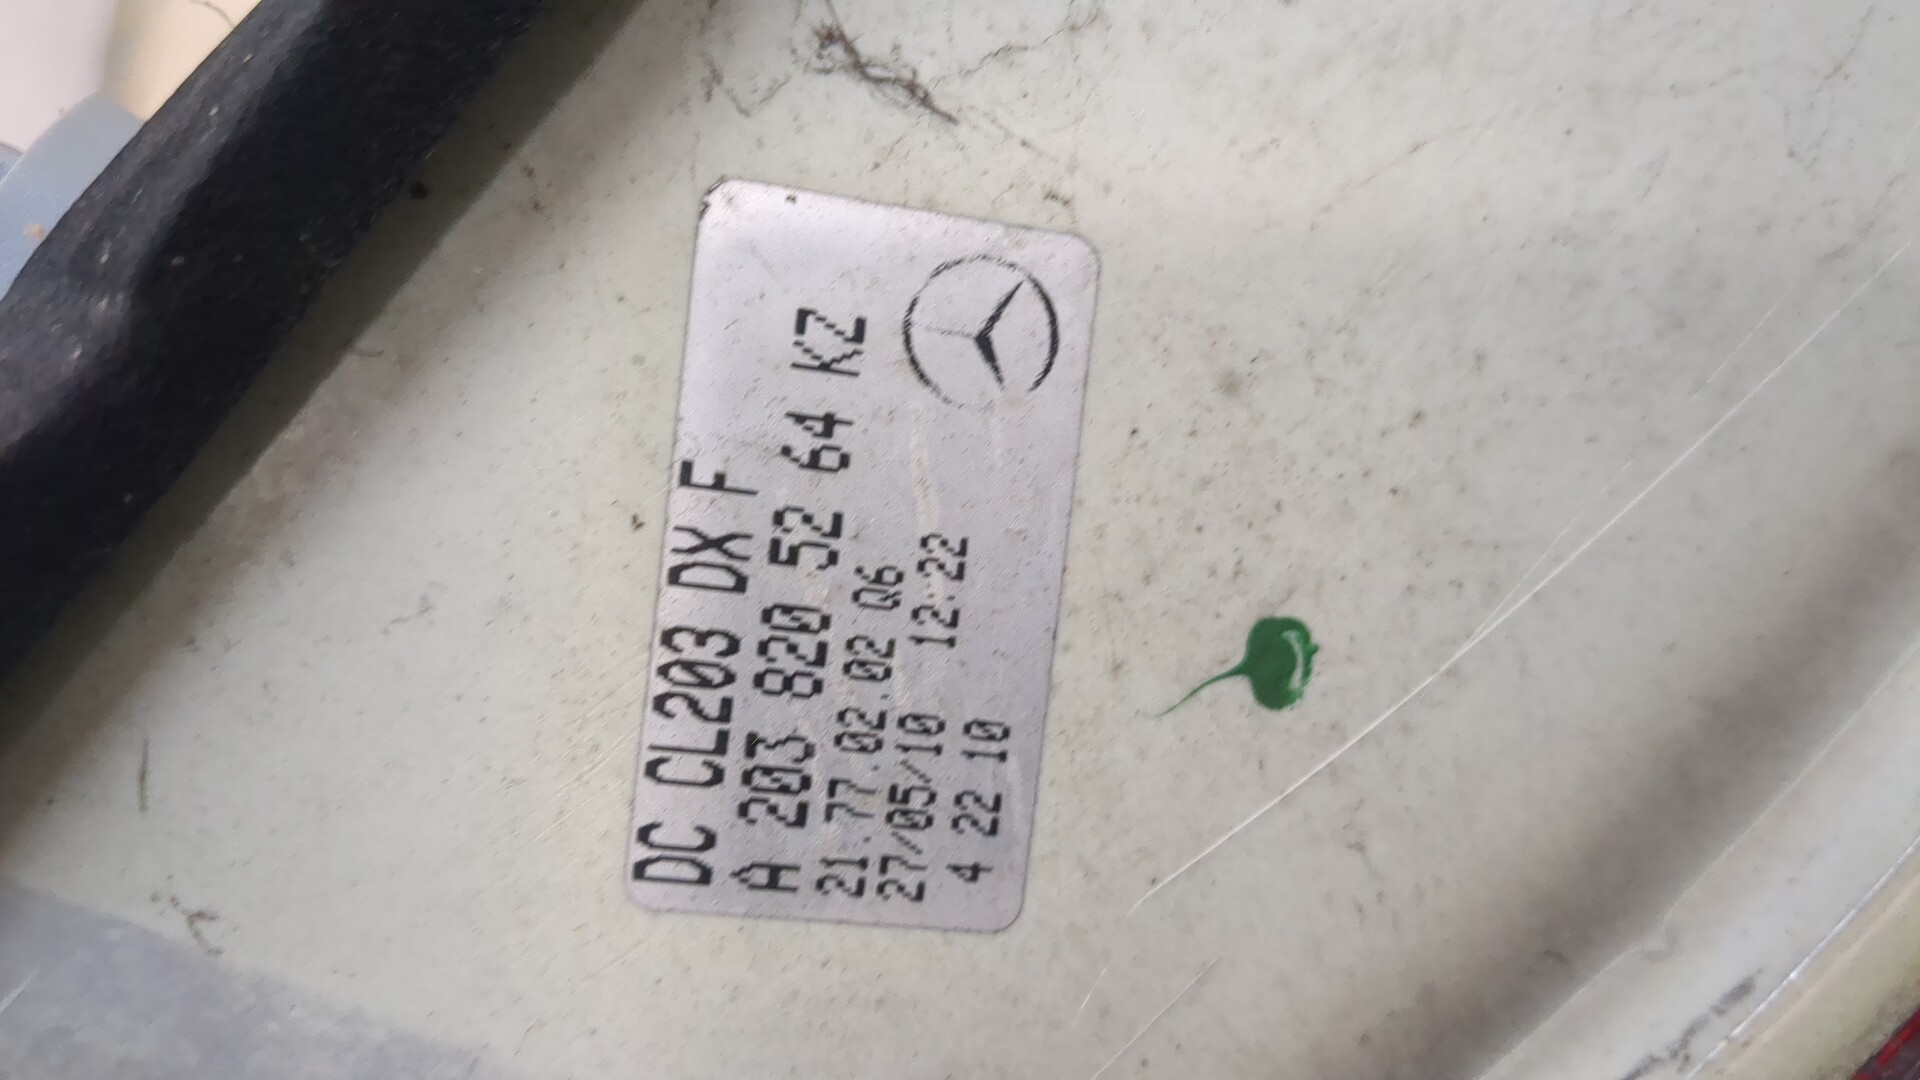 DC CL203 DX F
A 203 820 52 64 KZ
21.77.02.02 Q6
27/05/10 12:22
4 22 10